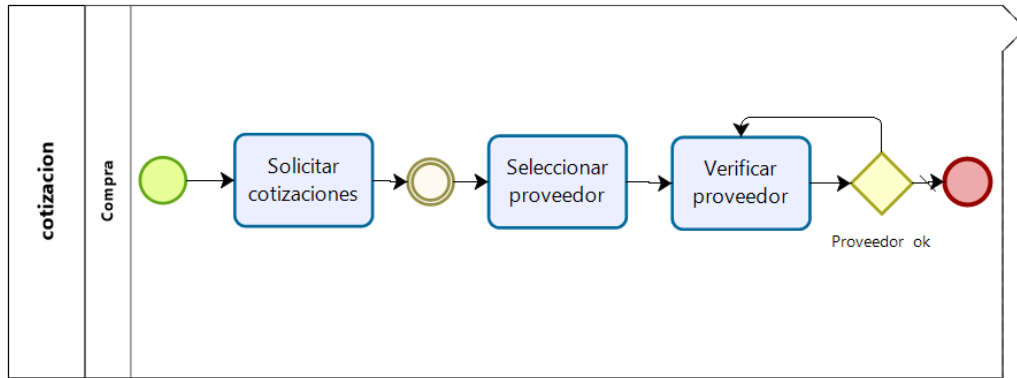 cotizacion
Compra
Solicitar
cotizaciones
Seleccionar
proveedor
Verificar
proveedor
Proveedor ok